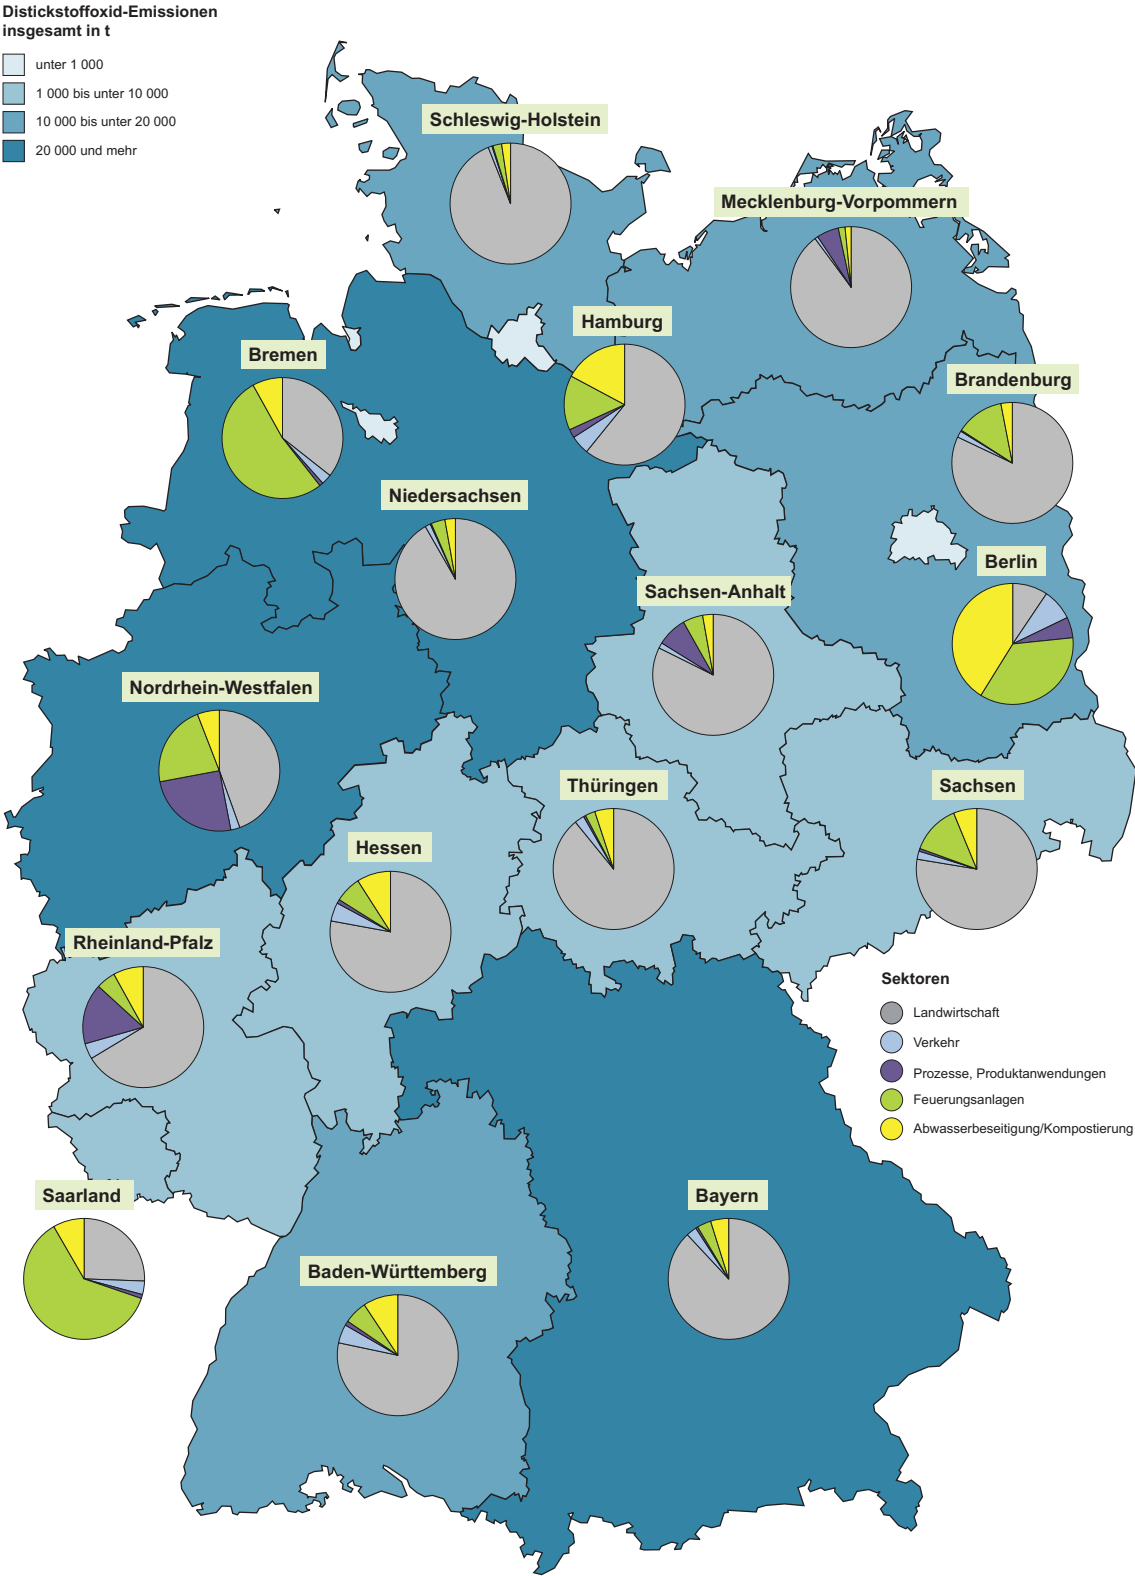 Distickstoffoxid-Emissionen
insgesamt in t
unter 1 000
1 000 bis unter 10 000
10 000 bis unter 20 000
20 000 und mehr
Schleswig-Holstein
Mecklenburg-Vorpommern
Hamburg
Bremen
Brandenburg
Niedersachsen
Berlin
Sachsen-Anhalt
Nordrhein-Westfalen
Thüringen
Sachsen
Hessen
Rheinland-Pfalz
Sektoren
Landwirtschaft
Verkehr
Prozesse, Produktanwendungen
Feuerungsanlagen
Abwasserbeseitigung/Kompostierung
Saarland
Bayern
Baden-Württemberg